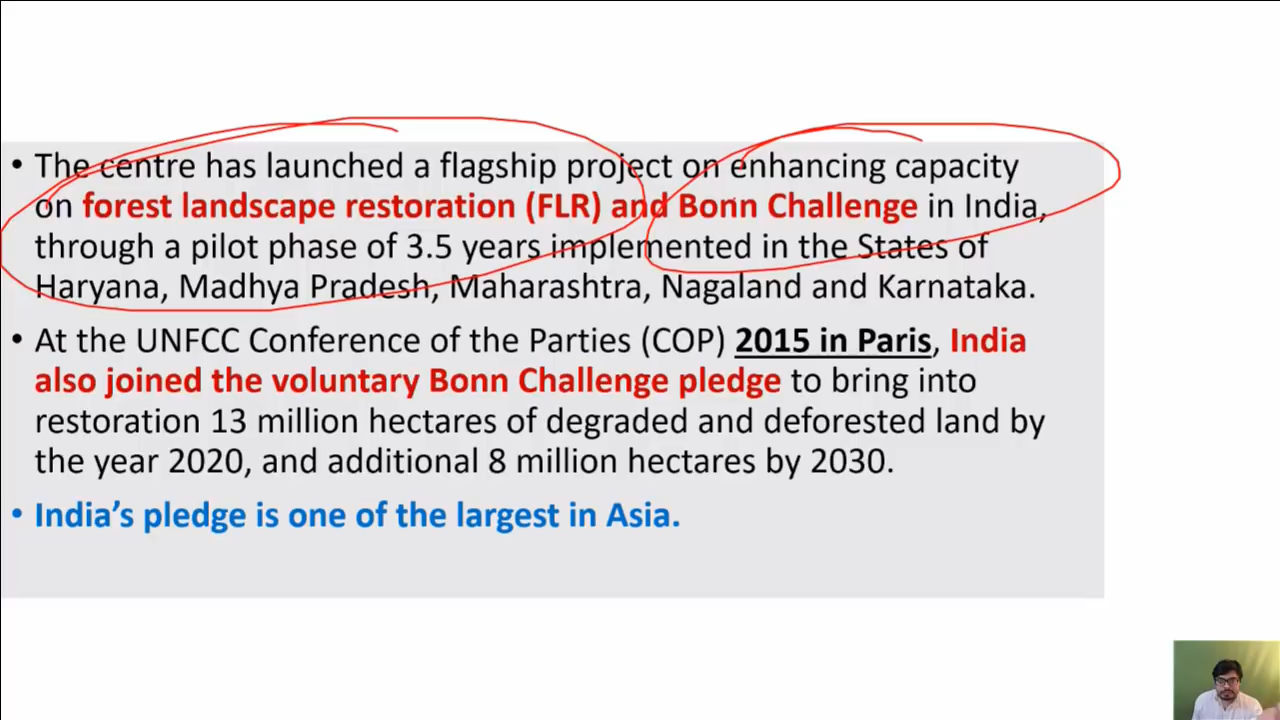 • The centre has launched a flagship project on enhancing capacity
on forest landscape restoration (FLR) and Bonn Challenge in India,
through a pilot phase of 3.5 years implemented in the States of
Haryana, Madhya Pradesh, Maharashtra, Nagaland and Karnataka.
• At the UNFCC Conference of the Parties (COP) 2015 in Paris, India
also joined the voluntary Bonn Challenge pledge to bring into
restoration 13 million hectares of degraded and deforested land by
the year 2020, and additional 8 million hectares by 2030.
• India’s pledge is one of the largest in Asia.